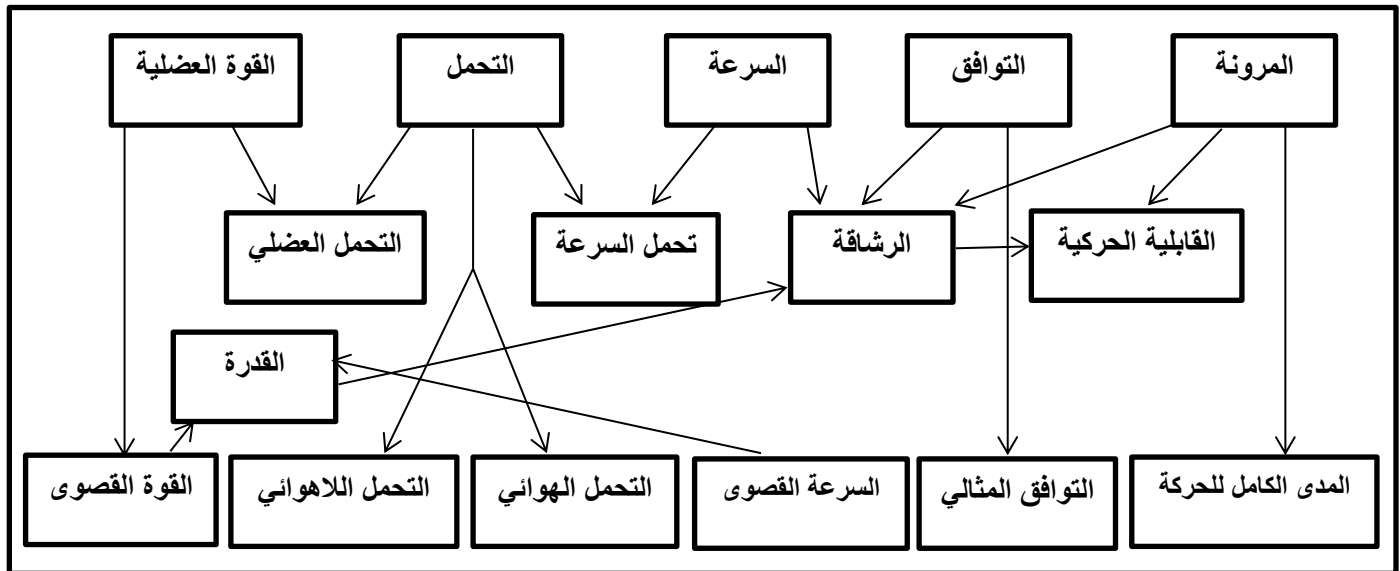 المرونة
التوافق
السرعة
التحمل
القوة العضلية
القابلية الحركية
الرشاقة
تحمل السرعة
التحمل العضلي
القدرة
المدى الكامل للحركة
التوافق المثالي
السرعة القصوى
التحمل الهوائي
التحمل اللاهوائي
القوة القصوى